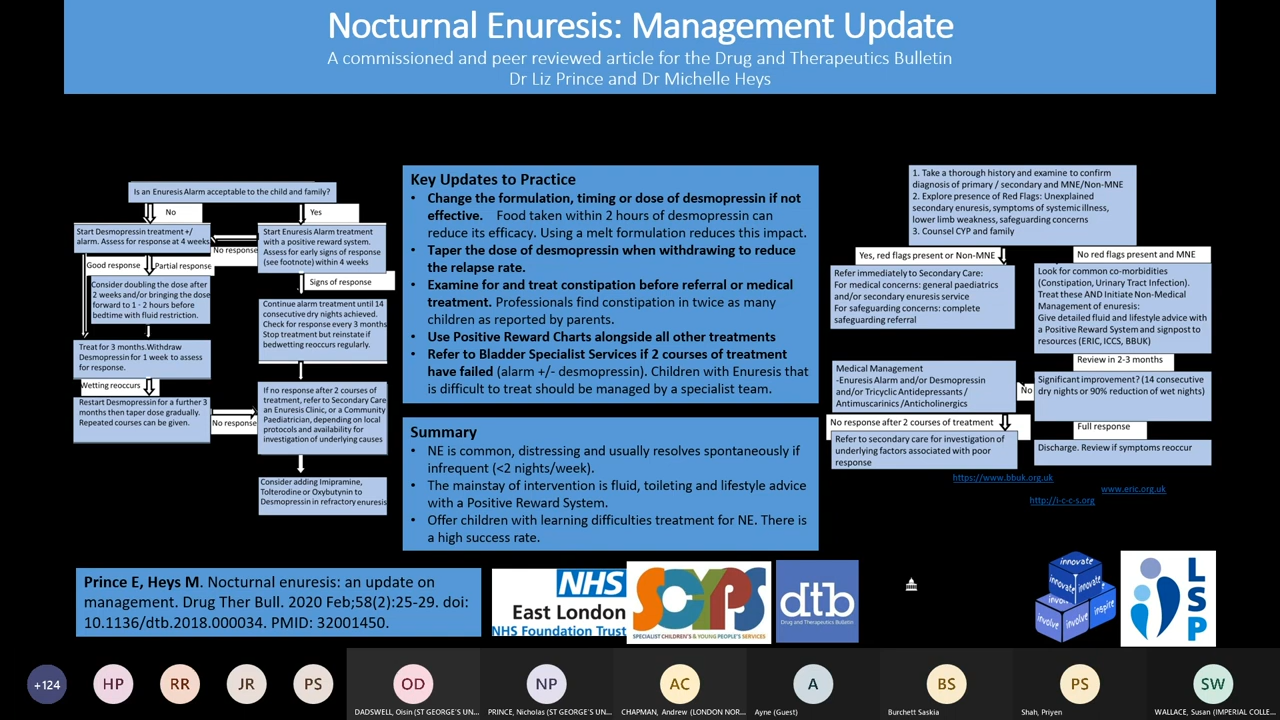 Nocturnal Enuresis: Management Update
A commissioned and peer reviewed article for the Drug and Therapeutics Bulletin
Dr Liz Prince and Dr Michelle Heys
Is an Enuresis Alarm acceptable to the child and family?
No
Yes
Start Desmopressin treatment +/
alarm. Assess for response at 4 weeks
No response
Start Enuresis Alarm treatment
with a positive reward system.
Assess for early signs of response
(see footnote) within 4 weeks
Good response
Partial response
Signs of response
Consider doubling the dose after
2 weeks and/or bringing the dose
forward to 1 - 2 hours before
bedtime with fluid restriction.
Continue alarm treatment until 14
consecutive dry nights achieved.
Check for response every 3 months
Stop treatment but reinstate if
bedwetting reoccurs regularly.
Treat for 3 months.Withdraw
Desmopressin for 1 week to assess
for response.
Wetting reoccurs
Restart Desmopressin for a further 3
months then taper dose gradually.
Repeated courses can be given.
No response
If no response after 2 courses of
treatment, refer to Secondary Care
an Enuresis Clinic, or a Community
Paediatrician, depending on local
protocols and availability for
investigation of underlying causes
Consider adding Imipramine,
Tolterodine or Oxybutynin to
Desmopressin in refractory enuresis
Key Updates to Practice
• Change the formulation, timing or dose of desmopressin if not
effective. Food taken within 2 hours of desmopressin can
reduce its efficacy. Using a melt formulation reduces this impact.
• Taper the dose of desmopressin when withdrawing to reduce
the relapse rate.
• Examine for and treat constipation before referral or medical
treatment. Professionals find constipation in twice as many
children as reported by parents.
• Use Positive Reward Charts alongside all other treatments
• Refer to Bladder Specialist Services if 2 courses of treatment
have failed (alarm +/- desmopressin). Children with Enuresis that
is difficult to treat should be managed by a specialist team.
Summary
• NE is common, distressing and usually resolves spontaneously if
infrequent (<2 nights/week).
• The mainstay of intervention is fluid, toileting and lifestyle advice
with a Positive Reward System.
• Offer children with learning difficulties treatment for NE. There is
a high success rate.
1. Take a thorough history and examine to confirm
diagnosis of primary / secondary and MNE/Non-MNE
2. Explore presence of Red Flags: Unexplained
secondary enuresis, symptoms of systemic illness,
lower limb weakness, safeguarding concerns
3. Counsel CYP and family
Yes, red flags present or Non-MNE
No red flags present and MNE
Refer immediately to Secondary Care:
For medical concerns: general paediatrics
and/or secondary enuresis service
For safeguarding concerns: complete
safeguarding referral
Look for common co-morbidities
(Constipation, Urinary Tract Infection).
Treat these AND Initiate Non-Medical
Management of enuresis:
Give detailed fluid and lifestyle advice with
a Positive Reward System and signpost to
resources (ERIC, ICCS, BBUK)
Review in 2-3 months
Medical Management
-Enuresis Alarm and/or Desmopressin
and/or Tricyclic Antidepressants /
Antimuscarinics /Anticholinergics
No
Significant improvement? (14 consecutive
dry nights or 90% reduction of wet nights)
No response after 2 courses of treatment
Full response
Refer to secondary care for investigation of
underlying factors associated with poor
response
Discharge. Review if symptoms reoccur
https://www.bbuk.org.uk
www.eric.org.uk
http://i-c-c-s.org
Prince E, Heys M. Nocturnal enuresis: an update on
management. Drug Ther Bull. 2020 Feb;58(2):25-29. doi:
10.1136/dtb.2018.000034. PMID: 32001450.
NHS
East London
NHS Foundation Trust
SCYPS
SPECIALIST CHILDREN'S & YOUNG PEOPLE'S SERVICES
dtb
Drug and Therapeutics Bulletin
innovate
innovate
innovate
involve
inspire
involve
involve
LSP
+124
HP
RR
JR
PS
OD
NP
AC
A
BS
PS
SW
DADSWELL, Oisin (ST GEORGE'S UN...
PRINCE, Nicholas (ST GEORGE'S UN...
CHAPMAN, Andrew (LONDON NOR...
Ayne (Guest)
Burchett Saskia
Shah, Priyen
WALLACE, Susan (IMPERIAL COLLE...